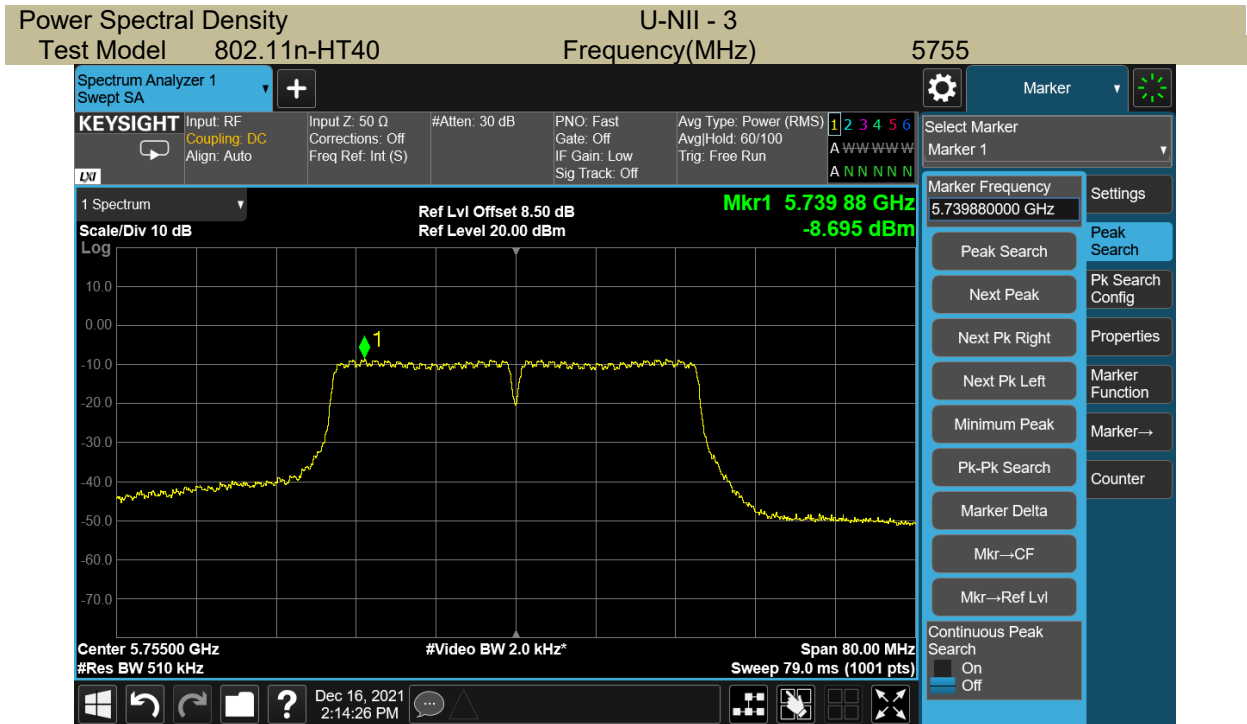 Power Spectral Density U-NII - 3
Test Model 802.11n-HT40 Frequency(MHz) 5755
Spectrum Analyzer 1
Swept SA
+
Marker
KEYSIGHT
LXI
Input: RF
Coupling: DC
Align: Auto
Input Z: 50 Ω
Corrections: Off
Freq Ref: Int (S)
#Atten: 30 dB
PNO: Fast
Gate: Off
IF Gain: Low
Sig Track: Off
Avg Type: Power (RMS)
Avg|Hold: 60/100
Trig: Free Run
1 2 3 4 5 6
A W W W W W
A N N N N N
Select Marker
Marker 1
1 Spectrum
Scale/Div 10 dB
Ref Lvl Offset 8.50 dB
Ref Level 20.00 dBm
Mkr1 5.739 88 GHz
-8.695 dBm
Log
10.0
0.00
-10.0
-20.0
-30.0
-40.0
-50.0
-60.0
-70.0
1
Center 5.75500 GHz
#Res BW 510 kHz
#Video BW 2.0 kHz*
Span 80.00 MHz
Sweep 79.0 ms (1001 pts)
Marker Frequency
5.739880000 GHz
Peak Search
Next Peak
Next Pk Right
Next Pk Left
Minimum Peak
Pk-Pk Search
Marker Delta
Mkr→CF
Mkr→Ref Lvl
Continuous Peak
Search
On
Off
Settings
Peak
Search
Pk Search
Config
Properties
Marker
Function
Marker→
Counter
?
Dec 16, 2021
2:14:26 PM